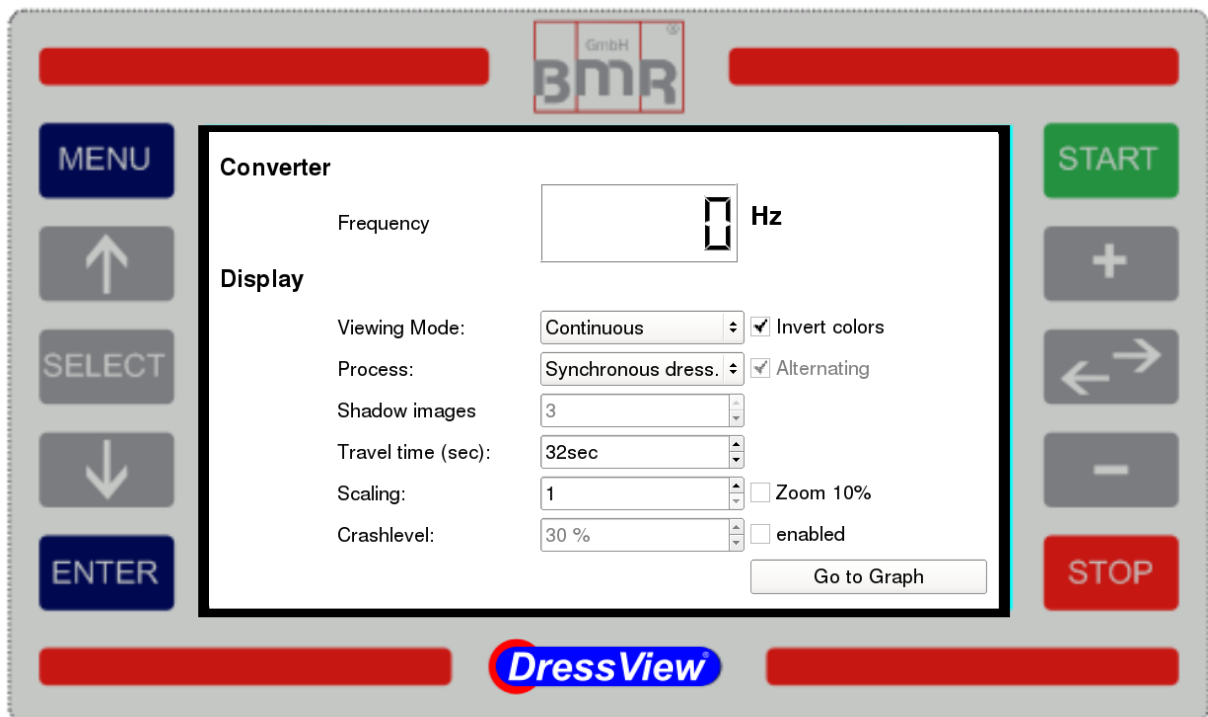 GmbH ®
BMR
MENU
START
Converter
Frequency 0 Hz
+
Display
Viewing Mode: Continuous Invert colors
SELECT
Process: Synchronous dress. Alternating
Shadow images 3
Travel time (sec): 32sec
-
Scaling: 1 Zoom 10%
Crashlevel: 30 % enabled
ENTER
Go to Graph
STOP
DressView®